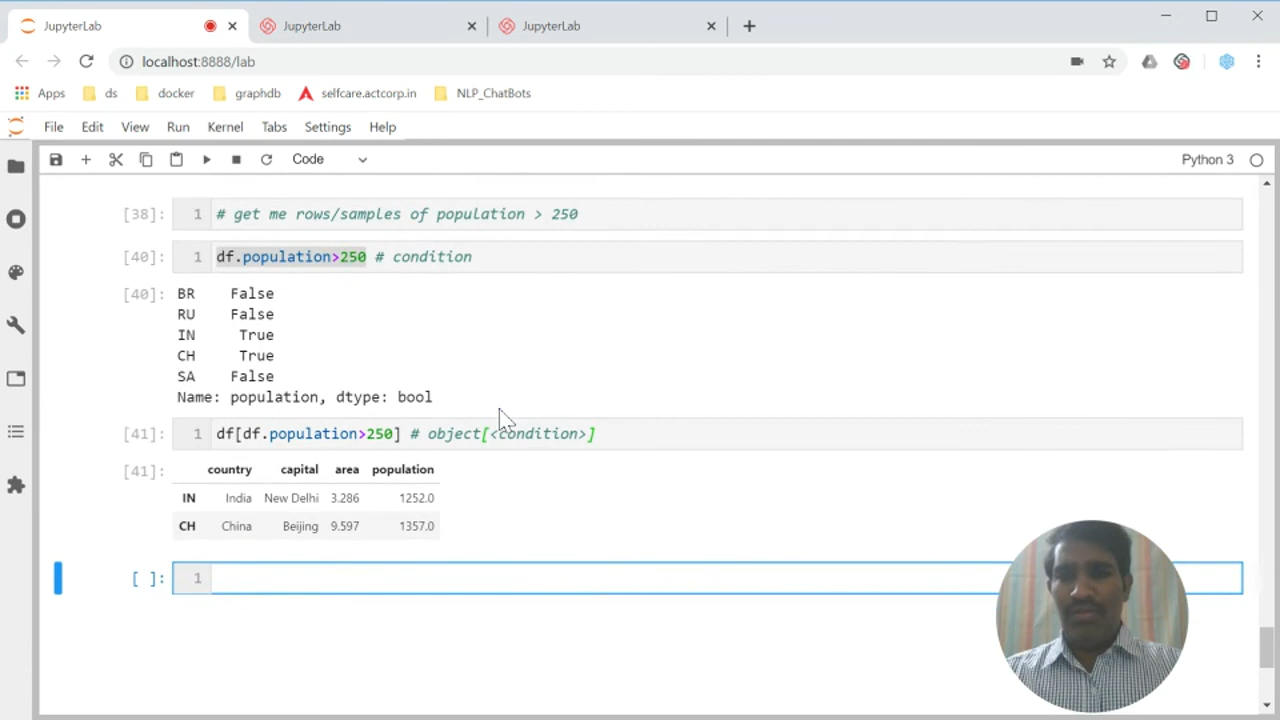 JupyterLab
JupyterLab
JupyterLab
localhost:8888/lab
Apps ds docker graphdb selfcare.actcorp.in NLP_ChatBots
File Edit View Run Kernel Tabs Settings Help
Code Python 3
[38]: 1 # get me rows/samples of population > 250
[40]: 1 df.population>250 # condition
[40]: BR False
RU False
IN True
CH True
SA False
Name: population, dtype: bool
[41]: 1 df[df.population>250] # object[<condition>]
[41]: country capital area population
IN India New Delhi 3.286 1252.0
CH China Beijing 9.597 1357.0
[ ]: 1